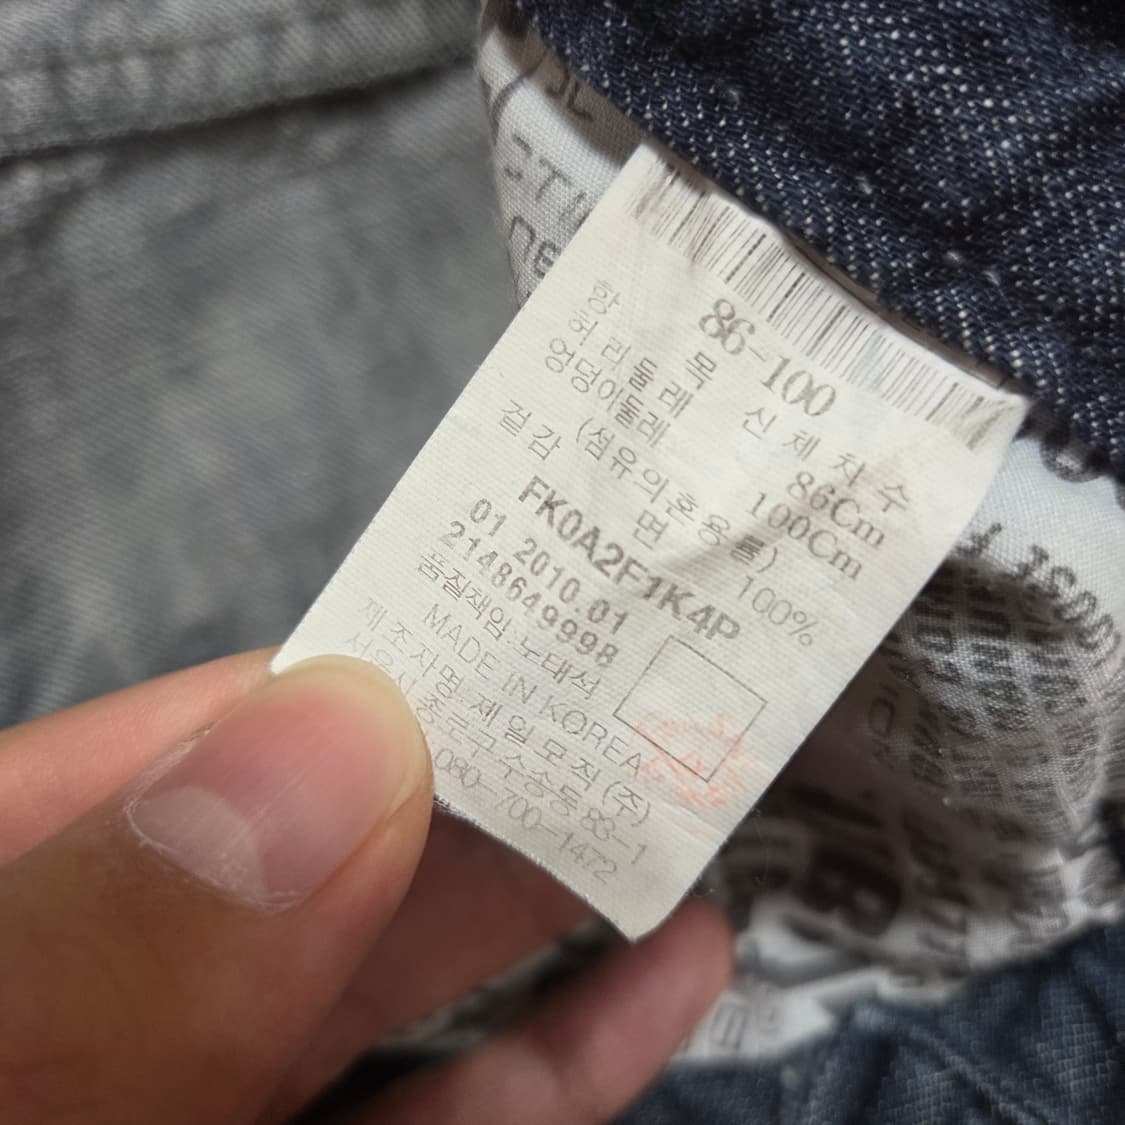 86-100
항 목 신 체 치 수
허 리 둘 레 86Cm
엉덩이둘레 100Cm
(섬유의혼용률)
겉감 면 100%
FK0A2F1K4P
01 2010.01
2148649998
품질책임 : 노태석
MADE IN KOREA
제조자명 : 제일모직(주)
서울시 종로구 수송동 83-1
080-700-1472